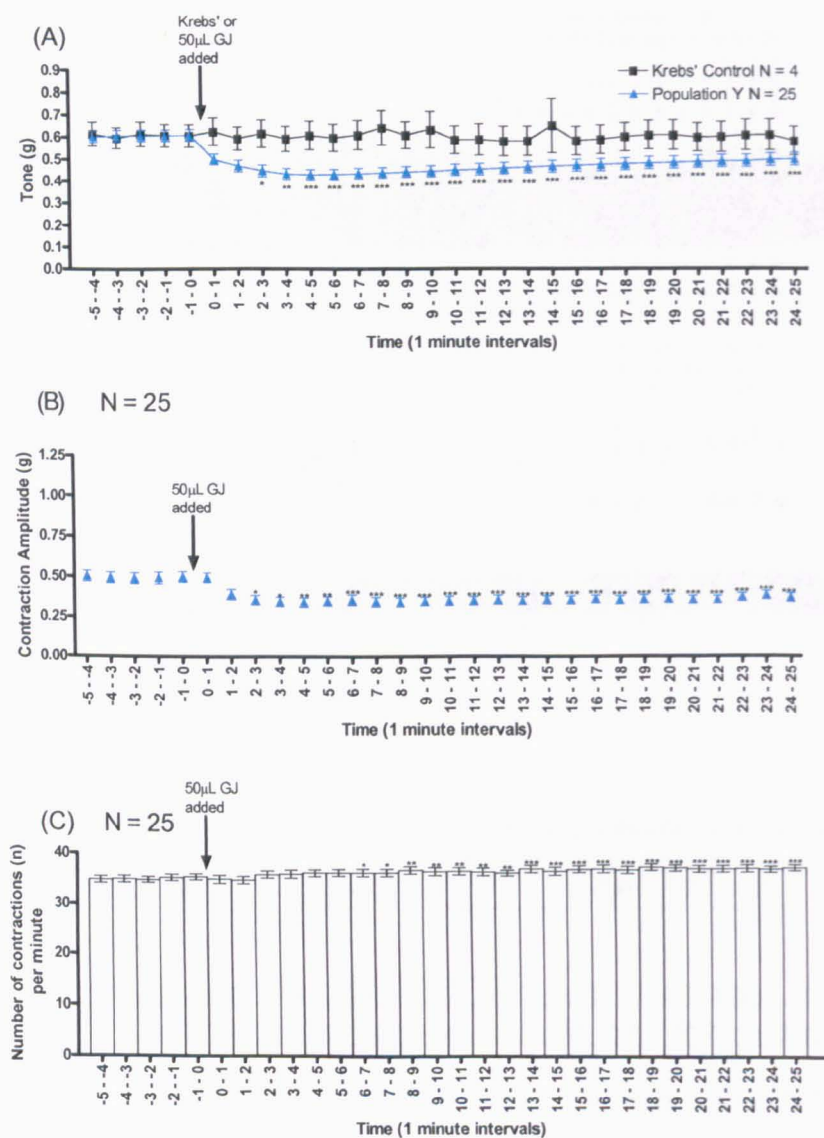 (A)
Krebs' or
50µL GJ
added
Krebs' Control N = 4
Population Y N = 25
Tone (g)
0.9
0.8
0.7
0.6
0.5
0.4
0.3
0.2
0.1
0.0
* ** *** *** *** *** *** *** *** *** *** *** *** *** *** *** *** *** *** *** *** *** ***
-5 - -4 -4 - -3 -3 - -2 -2 - -1 -1 - 0 0 - 1 1 - 2 2 - 3 3 - 4 4 - 5 5 - 6 6 - 7 7 - 8 8 - 9 9 - 10 10 - 11 11 - 12 12 - 13 13 - 14 14 - 15 15 - 16 16 - 17 17 - 18 18 - 19 19 - 20 20 - 21 21 - 22 22 - 23 23 - 24 24 - 25
Time (1 minute intervals)
(B) N = 25
50µL GJ
added
Contraction Amplitude (g)
1.25
1.00
0.75
0.50
0.25
0.00
* * ** ** *** *** *** *** *** *** *** *** *** *** *** *** *** *** *** *** *** *** ***
-5 - -4 -4 - -3 -3 - -2 -2 - -1 -1 - 0 0 - 1 1 - 2 2 - 3 3 - 4 4 - 5 5 - 6 6 - 7 7 - 8 8 - 9 9 - 10 10 - 11 11 - 12 12 - 13 13 - 14 14 - 15 15 - 16 16 - 17 17 - 18 18 - 19 19 - 20 20 - 21 21 - 22 22 - 23 23 - 24 24 - 25
Time (1 minute intervals)
(C) N = 25
50µL GJ
added
Number of contractions (n)
per minute
40
30
20
10
0
* * ** ** ** ** ** *** *** *** *** *** *** *** *** *** *** *** ***
-5 - -4 -4 - -3 -3 - -2 -2 - -1 -1 - 0 0 - 1 1 - 2 2 - 3 3 - 4 4 - 5 5 - 6 6 - 7 7 - 8 8 - 9 9 - 10 10 - 11 11 - 12 12 - 13 13 - 14 14 - 15 15 - 16 16 - 17 17 - 18 18 - 19 19 - 20 20 - 21 21 - 22 22 - 23 23 - 24 24 - 25
Time (1 minute intervals)